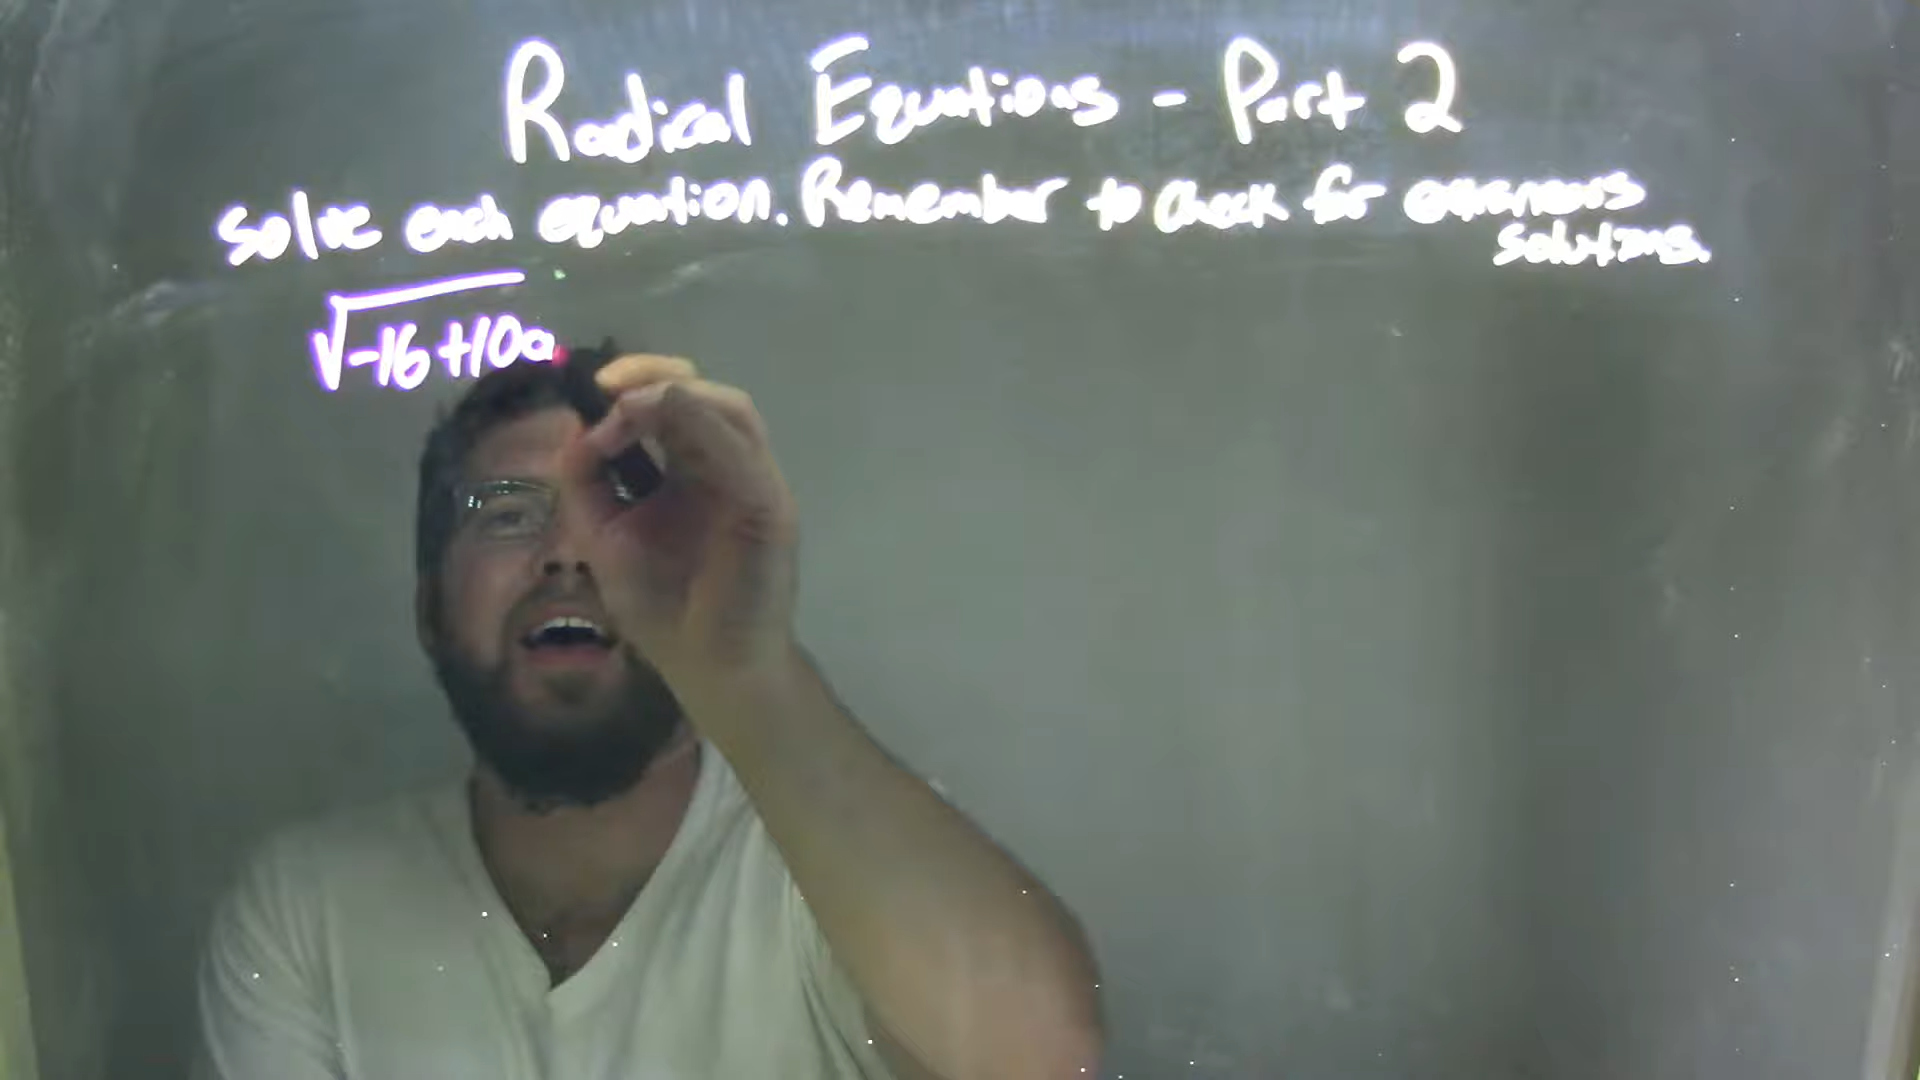 Radical Equations - Part 2
Solve each equation. Remember to check for extraneous
solutions.
√-16+10a